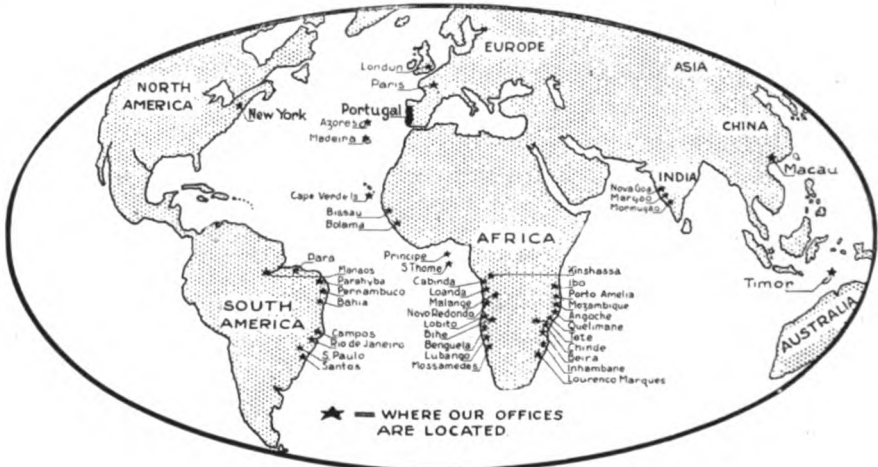 EUROPE
ASIA
NORTH
AMERICA
London
Paris
New York
Portugal
Azores
Madeira
CHINA
Macau
INDIA
Nova Goa
Margao
Mormugao
Cape Verde Is
Bissau
Bolama
AFRICA
Principe
S Thome
Para
Manaos
Parahyba
Pernambuco
Bahia
SOUTH
AMERICA
Campos
Rio de Janeiro
S. Paulo
Santos
Cabinda
Loanda
Malange
Novo Redondo
Lobito
Bihe
Benguela
Lubango
Mossamedes
Kinshassa
Ibo
Porto Amelia
Mozambique
Angoche
Quelimane
Tete
Chinde
Beira
Inhambane
Lourenco Marques
Timor
AUSTRALIA
★ = WHERE OUR OFFICES
ARE LOCATED